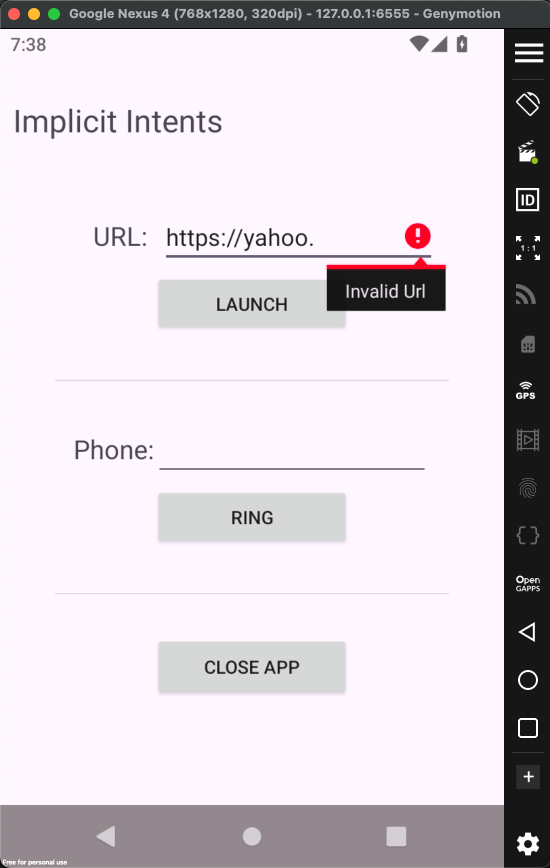 Google Nexus 4 (768x1280, 320dpi) - 127.0.0.1:6555 - Genymotion
7:38
Implicit Intents
URL: https://yahoo.
Invalid Url
LAUNCH
Phone:
RING
CLOSE APP
ID
1 : 1
GPS
Open
GAPPS
Free for personal use